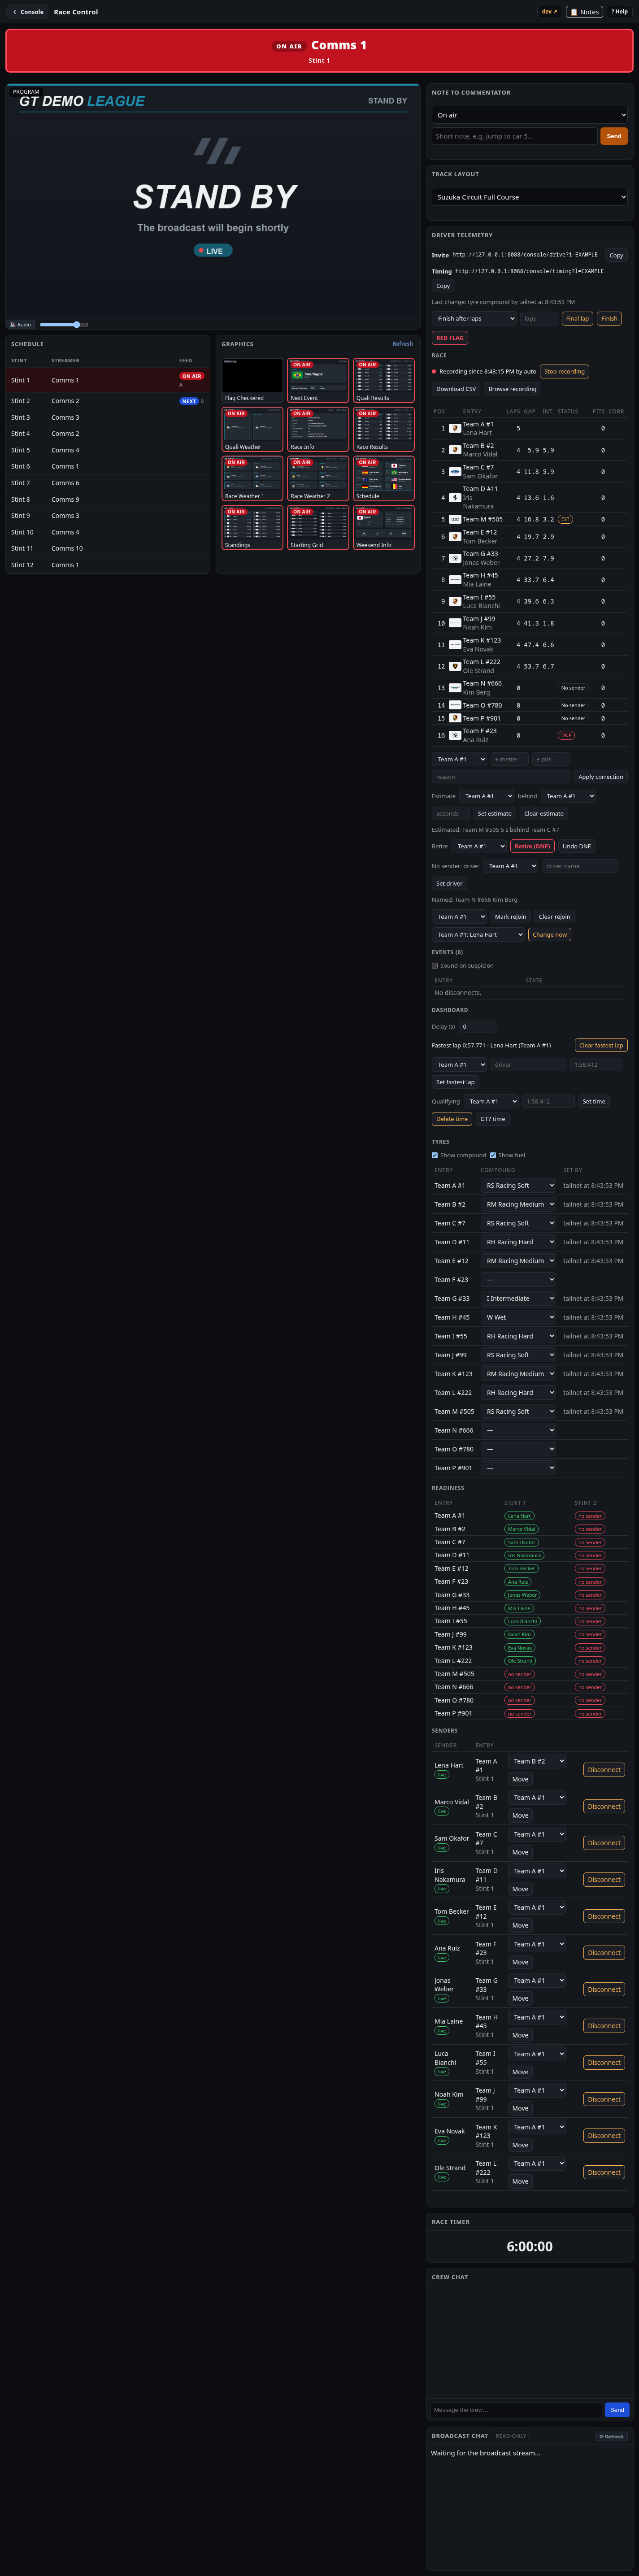 Console
Race Control
dev ↗
Notes
? Help
ON AIR Comms 1
Stint 1
PROGRAM
GT DEMO LEAGUE
STAND BY
STAND BY
The broadcast will begin shortly
LIVE
Audio
SCHEDULE
STINT STREAMER FEED
Stint 1 Comms 1 ON AIR A
Stint 2 Comms 2 NEXT B
Stint 3 Comms 3
Stint 4 Comms 2
Stint 5 Comms 4
Stint 6 Comms 1
Stint 7 Comms 6
Stint 8 Comms 9
Stint 9 Comms 3
Stint 10 Comms 4
Stint 11 Comms 10
Stint 12 Comms 1
GRAPHICS
Refresh
Flag Checkered
ON AIR Next Event
ON AIR Quali Results
ON AIR Quali Weather
ON AIR Race Info
ON AIR Race Results
ON AIR Race Weather 1
ON AIR Race Weather 2
ON AIR Schedule
ON AIR Standings
ON AIR Starting Grid
ON AIR Weekend Info
NOTE TO COMMENTATOR
On air
Short note, e.g. jump to car 5…
Send
TRACK LAYOUT
Suzuka Circuit Full Course
DRIVER TELEMETRY
Invite http://127.0.0.1:8088/console/drive?i=EXAMPLE Copy
Timing http://127.0.0.1:8088/console/timing?l=EXAMPLE
Copy
Last change: tyre compound by tailnet at 8:43:53 PM
Finish after laps laps Final lap Finish
RED FLAG
RACE
Recording since 8:43:15 PM by auto Stop recording
Download CSV Browse recording
POS ENTRY LAPS GAP INT. STATUS PITS CORR.
1 Team A #1 5 0
Lena Hart
2 Team B #2 4 5.9 5.9 0
Marco Vidal
3 Team C #7 4 11.8 5.9 0
Sam Okafor
4 Team D #11 4 13.6 1.6 0
Iris
Nakamura
5 Team M #505 4 16.8 3.2 EST 0
6 Team E #12 4 19.7 2.9 0
Tom Becker
7 Team G #33 4 27.2 7.9 0
Jonas Weber
8 Team H #45 4 33.7 6.4 0
Mia Laine
9 Team I #55 4 39.6 6.3 0
Luca Bianchi
10 Team J #99 4 41.3 1.8 0
Noah Kim
11 Team K #123 4 47.4 6.6 0
Eva Novak
12 Team L #222 4 53.7 6.7 0
Ole Strand
13 Team N #666 0 No sender 0
Kim Berg
14 Team O #780 No sender 0
15 Team P #901 0 No sender 0
16 Team F #23 0 DNF 0
Ana Ruiz
Team A #1 ± metre: ± pits
reason Apply correction
Estimate Team A #1 behind Team A #1
seconds Set estimate Clear estimate
Estimated: Team M #505 5 s behind Team C #7
Retire Team A #1 Retire (DNF) Undo DNF
No sender: driver Team A #1 driver name
Set driver
Named: Team N #666 Kim Berg
Team A #1 Mark rejoin Clear rejoin
Team A #1: Lena Hart Change now
EVENTS (0)
Sound on suspicion
ENTRY STATE
No disconnects.
DASHBOARD
Delay (s) 0
Fastest lap 0:57.771 · Lena Hart (Team A #1) Clear fastest lap
Team A #1 driver 1:58.412
Set fastest lap
Qualifying Team A #1 1:58.412 Set time
Delete time GT7 time
TYRES
Show compound Show fuel
ENTRY COMPOUND SET BY
Team A #1 RS Racing Soft tailnet at 8:43:53 PM
Team B #2 RM Racing Medium tailnet at 8:43:53 PM
Team C #7 RS Racing Soft tailnet at 8:43:53 PM
Team D #11 RH Racing Hard tailnet at 8:43:53 PM
Team E #12 RM Racing Medium tailnet at 8:43:53 PM
Team F #23 —
Team G #33 I Intermediate tailnet at 8:43:53 PM
Team H #45 W Wet tailnet at 8:43:53 PM
Team I #55 RH Racing Hard tailnet at 8:43:53 PM
Team J #99 RS Racing Soft tailnet at 8:43:53 PM
Team K #123 RM Racing Medium tailnet at 8:43:53 PM
Team L #222 RH Racing Hard tailnet at 8:43:53 PM
Team M #505 RS Racing Soft tailnet at 8:43:53 PM
Team N #666 —
Team O #780 —
Team P #901 —
READINESS
ENTRY STINT 1 STINT 2
Team A #1 Lena Hart no sender
Team B #2 Marco Vidal no sender
Team C #7 Sam Okafor no sender
Team D #11 Iris Nakamura no sender
Team E #12 Tom Becker no sender
Team F #23 Ana Ruiz no sender
Team G #33 Jonas Weber no sender
Team H #45 Mia Laine no sender
Team I #55 Luca Bianchi no sender
Team J #99 Noah Kim no sender
Team K #123 Eva Novak no sender
Team L #222 Ole Strand no sender
Team M #505 no sender no sender
Team N #666 no sender no sender
Team O #780 no sender no sender
Team P #901 no sender no sender
SENDERS
SENDER ENTRY
Lena Hart live Team A #1 Stint 1 Team B #2 Move Disconnect
Marco Vidal live Team B #2 Stint 1 Team A #1 Move Disconnect
Sam Okafor live Team C #7 Stint 1 Team A #1 Move Disconnect
Iris Nakamura live Team D #11 Stint 1 Team A #1 Move Disconnect
Tom Becker live Team E #12 Stint 1 Team A #1 Move Disconnect
Ana Ruiz live Team F #23 Stint 1 Team A #1 Move Disconnect
Jonas Weber live Team G #33 Stint 1 Team A #1 Move Disconnect
Mia Laine live Team H #45 Stint 1 Team A #1 Move Disconnect
Luca Bianchi live Team I #55 Stint 1 Team A #1 Move Disconnect
Noah Kim live Team J #99 Stint 1 Team A #1 Move Disconnect
Eva Novak live Team K #123 Stint 1 Team A #1 Move Disconnect
Ole Strand live Team L #222 Stint 1 Team A #1 Move Disconnect
RACE TIMER
6:00:00
CREW CHAT
Message the crew…
Send
BROADCAST CHAT READ-ONLY
⟳ Refresh
Waiting for the broadcast stream…